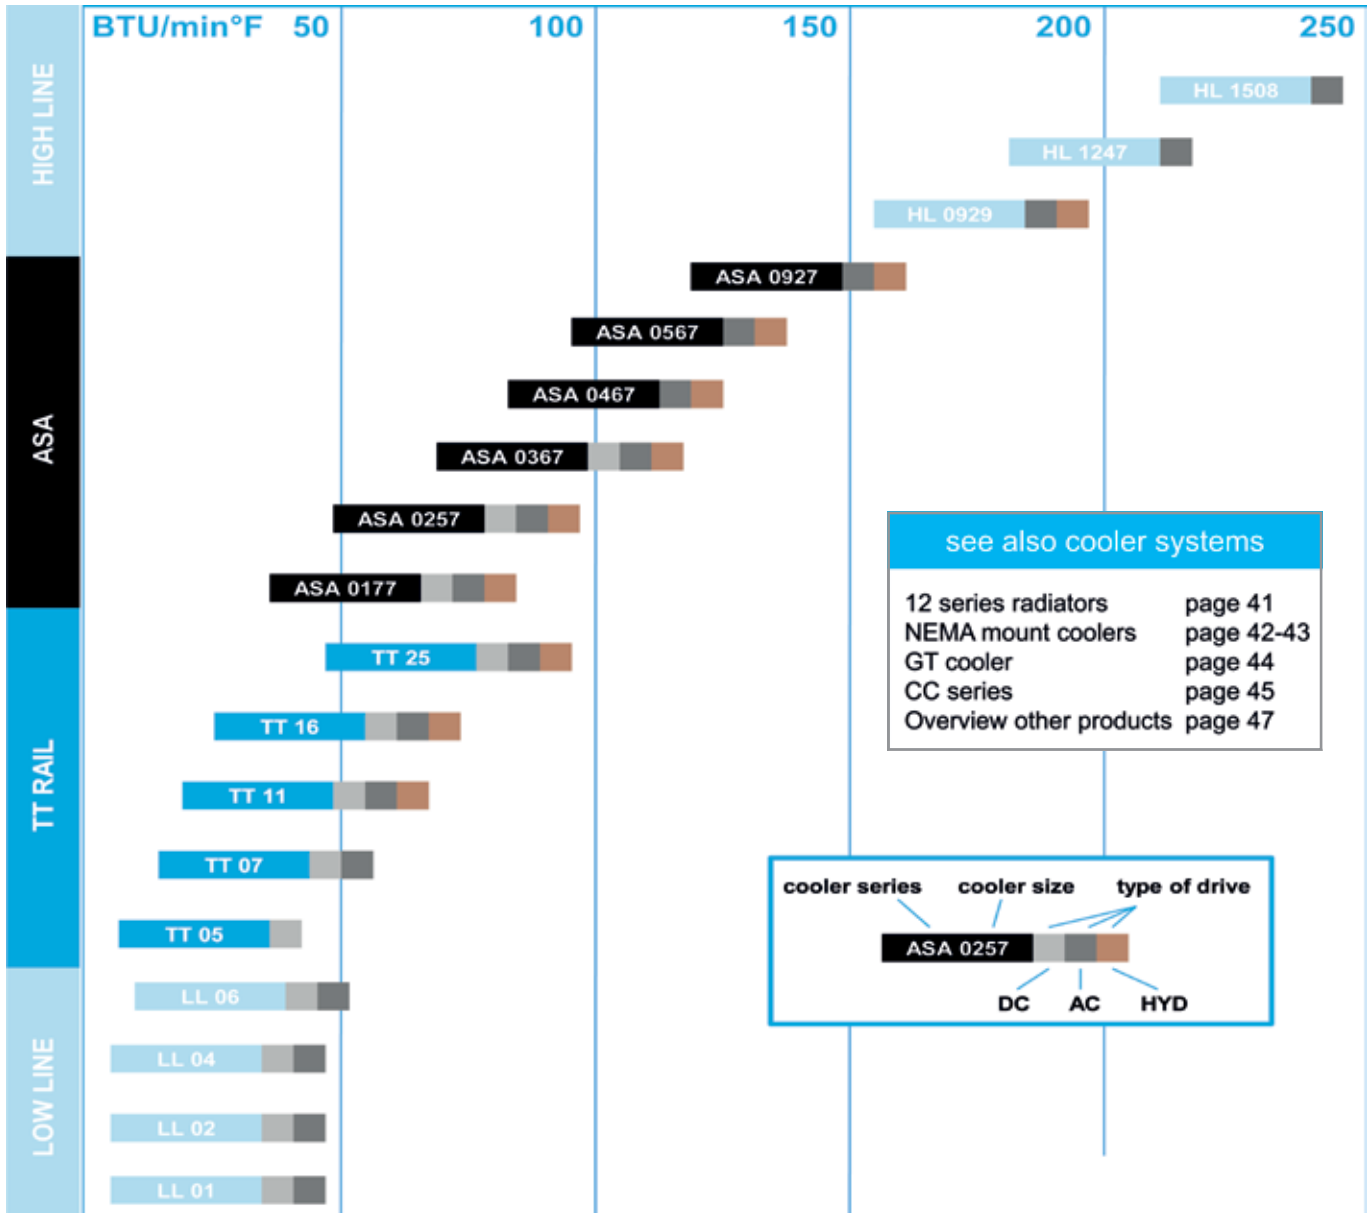 BTU/min°F 50 100 150 200 250
HIGH LINE
HL 1508
HL 1247
HL 0929
ASA
ASA 0927
ASA 0567
ASA 0467
ASA 0367
ASA 0257
ASA 0177
TT RAIL
TT 25
TT 16
TT 11
TT 07
TT 05
LOW LINE
LL 06
LL 04
LL 02
LL 01
see also cooler systems
12 series radiators page 41
NEMA mount coolers page 42-43
GT cooler page 44
CC series page 45
Overview other products page 47
cooler series cooler size type of drive
ASA 0257
DC AC HYD